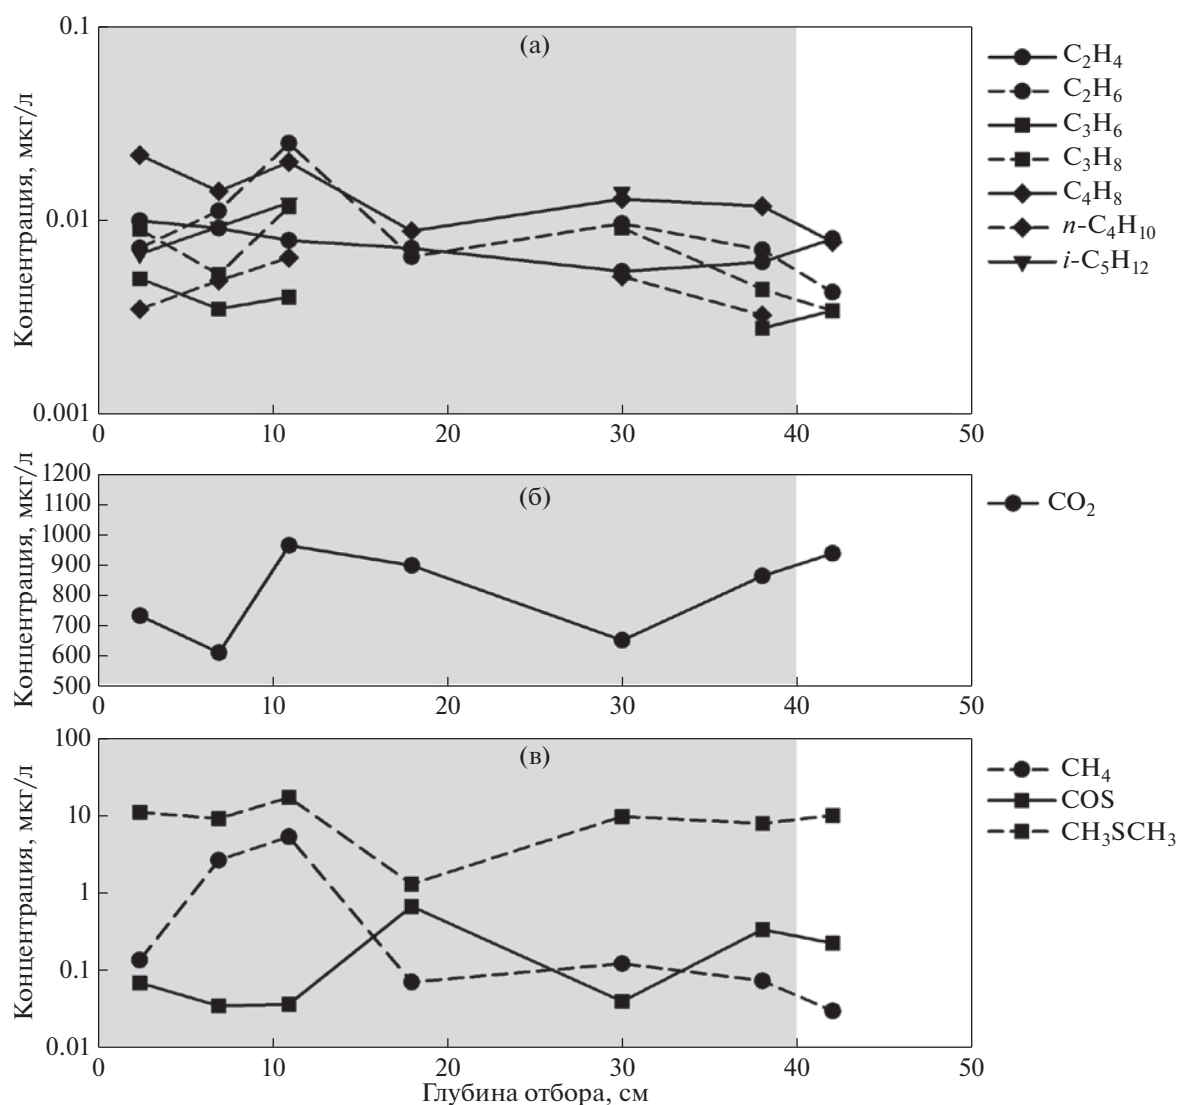 (а)
Концентрация, мкг/л
0.1
0.01
0.001
0 10 20 30 40 50
C₂H₄
C₂H₆
C₃H₆
C₃H₈
C₄H₈
n-C₄H₁₀
i-C₅H₁₂
(б)
Концентрация, мкг/л
1200
1100
1000
900
800
700
600
500
0 10 20 30 40 50
CO₂
(в)
Концентрация, мкг/л
100
10
1
0.1
0.01
0 10 20 30 40 50
Глубина отбора, см
CH₄
COS
CH₃SCH₃